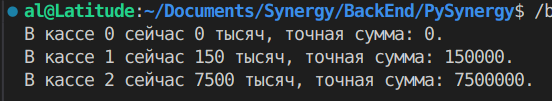 al@Latitude:~/Documents/Synergy/BackEnd/PySynergy$ /b
В кассе 0 сейчас 0 тысяч, точная сумма: 0.
В кассе 1 сейчас 150 тысяч, точная сумма: 150000.
В кассе 2 сейчас 7500 тысяч, точная сумма: 7500000.